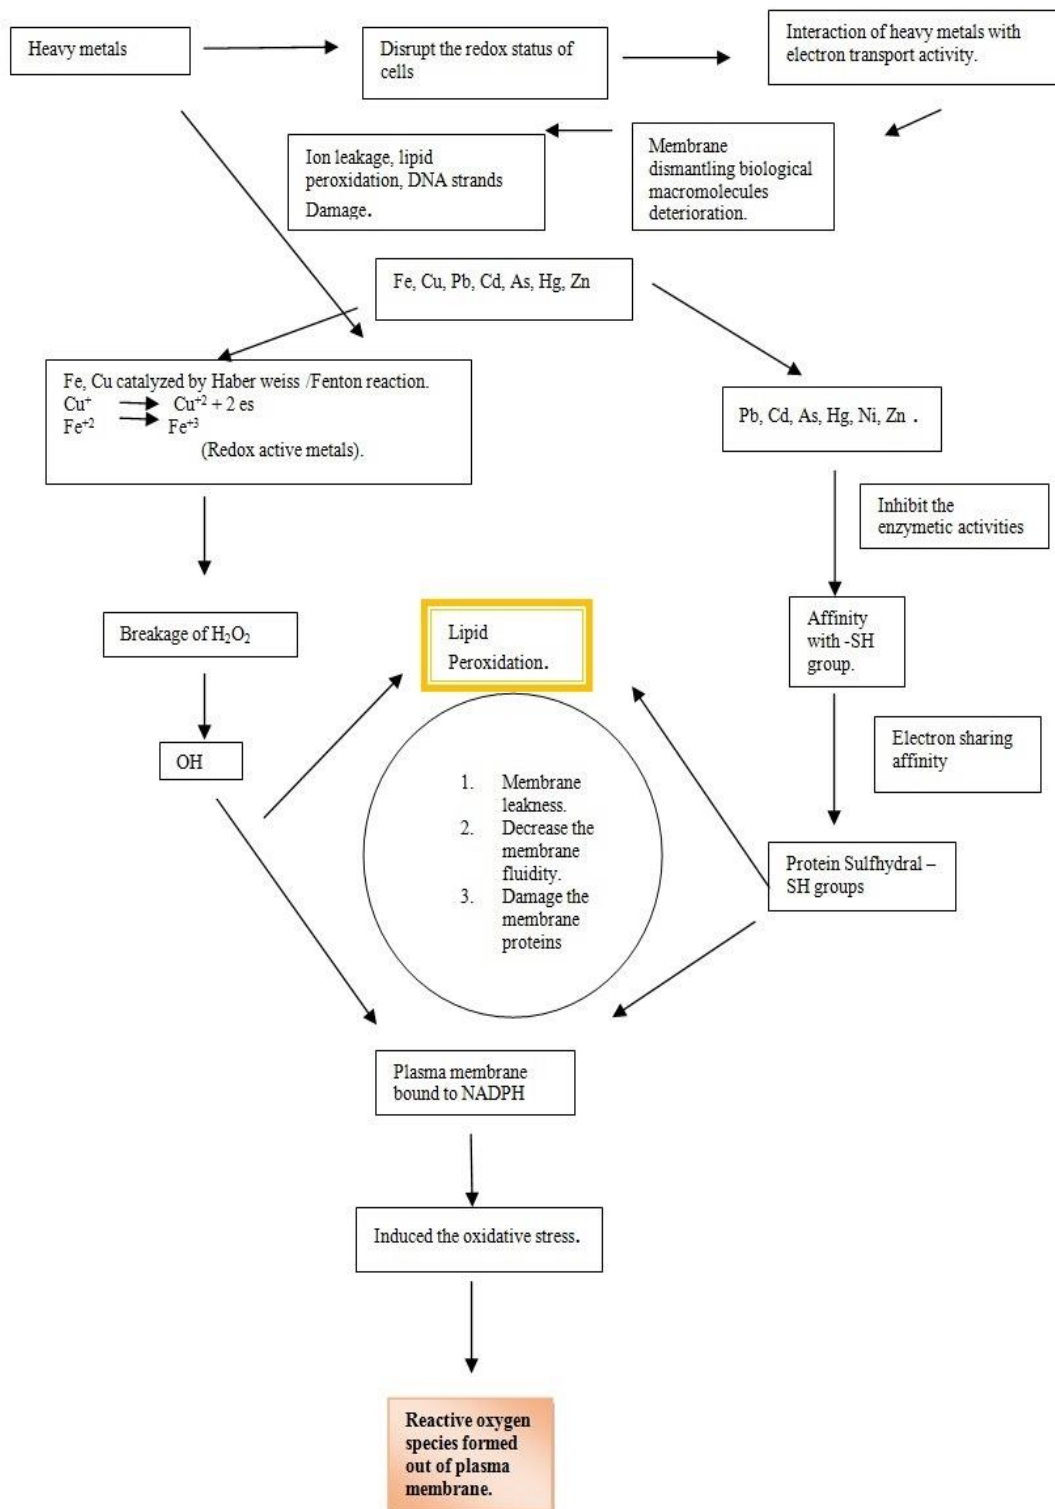 Heavy metals
Disrupt the redox status of
cells
Interaction of heavy metals with
electron transport activity.
Ion leakage, lipid
peroxidation, DNA strands
Damage.
Membrane
dismantling biological
macromolecules
deterioration.
Fe, Cu, Pb, Cd, As, Hg, Zn
Fe, Cu catalyzed by Haber weiss /Fenton reaction.
Cu⁺ Cu⁺² + 2 es
Fe⁺² Fe⁺³
(Redox active metals).
Pb, Cd, As, Hg, Ni, Zn .
Inhibit the
enzymetic activities
Breakage of H₂O₂
Lipid
Peroxidation.
Affinity
with -SH
group.
OH
Electron sharing
affinity
1. Membrane
leakness.
2. Decrease the
membrane
fluidity.
3. Damage the
membrane
proteins
Protein Sulfhydral –
SH groups
Plasma membrane
bound to NADPH
Induced the oxidative stress.
Reactive oxygen
species formed
out of plasma
membrane.